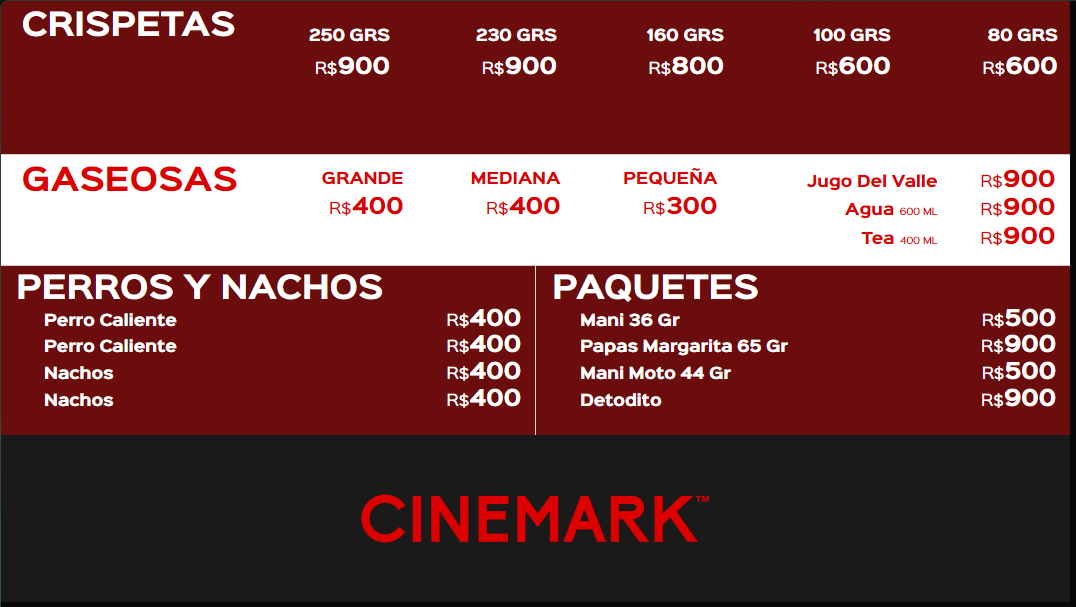 CRISPETAS
250 GRS 230 GRS 160 GRS 100 GRS 80 GRS
R$900 R$900 R$800 R$600 R$600
GASEOSAS
GRANDE MEDIANA PEQUEÑA
R$400 R$400 R$300
Jugo Del Valle R$900
Agua 600 ML R$900
Tea 400 ML R$900
PERROS Y NACHOS
Perro Caliente R$400
Perro Caliente R$400
Nachos R$400
Nachos R$400
PAQUETES
Mani 36 Gr R$500
Papas Margarita 65 Gr R$900
Mani Moto 44 Gr R$500
Detodito R$900
CINEMARK™